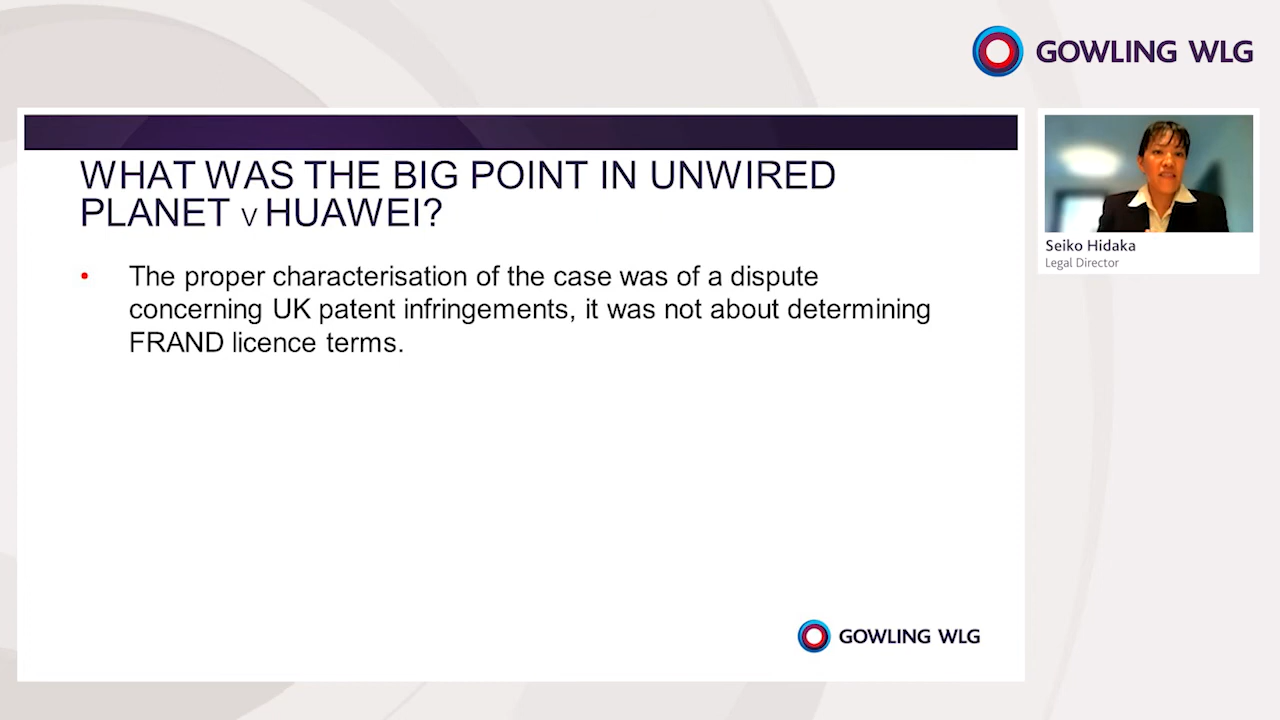 GOWLING WLG
WHAT WAS THE BIG POINT IN UNWIRED
PLANET v HUAWEI?
• The proper characterisation of the case was of a dispute
concerning UK patent infringements, it was not about determining
FRAND licence terms.
Seiko Hidaka
Legal Director
GOWLING WLG